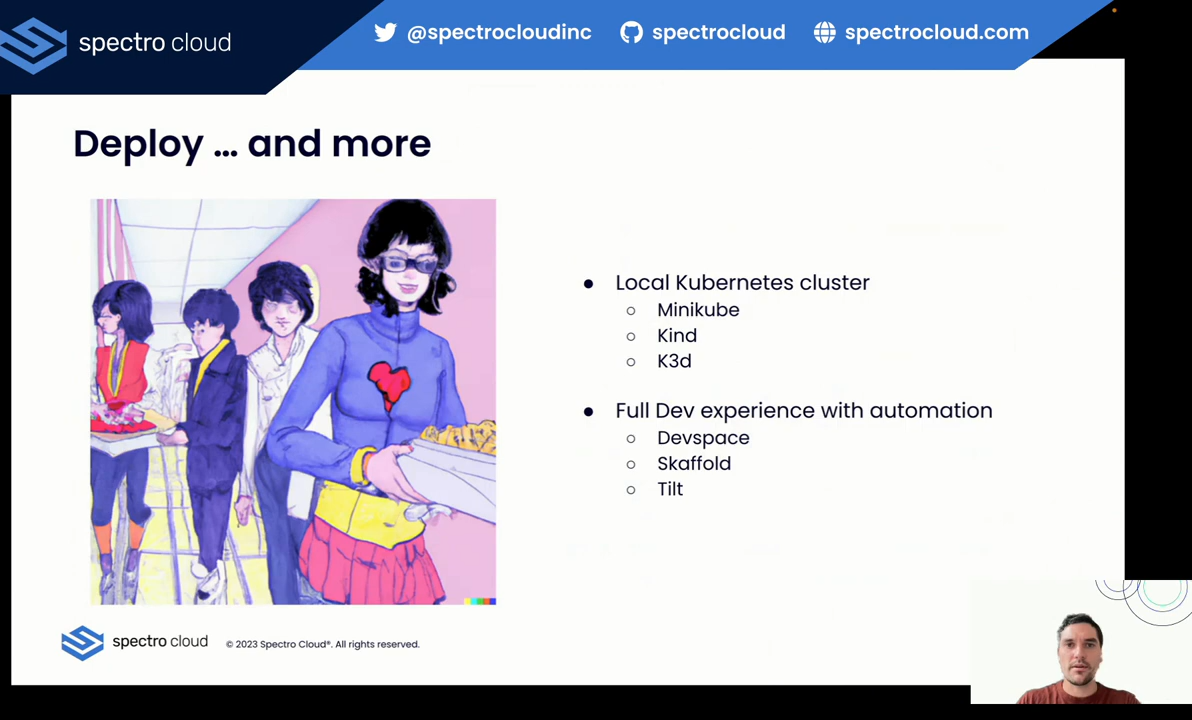 spectro cloud
@spectrocloudinc
spectrocloud
spectrocloud.com
Deploy ... and more
● Local Kubernetes cluster
○ Minikube
○ Kind
○ K3d
● Full Dev experience with automation
○ Devspace
○ Skaffold
○ Tilt
spectro cloud
© 2023 Spectro Cloud®. All rights reserved.